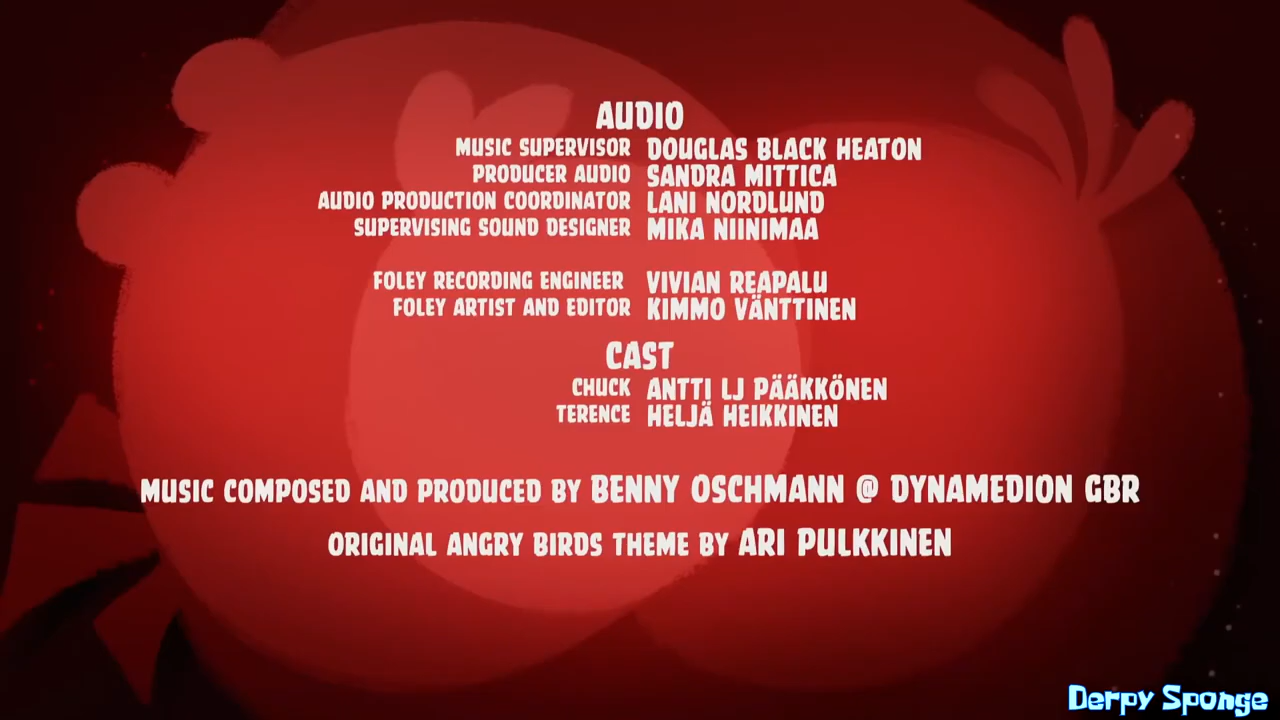 AUDIO
MUSIC SUPERVISOR DOUGLAS BLACK HEATON
PRODUCER AUDIO SANDRA MITTICA
AUDIO PRODUCTION COORDINATOR LANI NORDLUND
SUPERVISING SOUND DESIGNER MIKA NIINIMAA
FOLEY RECORDING ENGINEER VIVIAN REAPALU
FOLEY ARTIST AND EDITOR KIMMO VÄNTTINEN
CAST
CHUCK ANTTI LJ PÄÄKKÖNEN
TERENCE HELJÄ HEIKKINEN
MUSIC COMPOSED AND PRODUCED BY BENNY OSCHMANN @ DYNAMEDION GBR
ORIGINAL ANGRY BIRDS THEME BY ARI PULKKINEN
Derpy Sponge